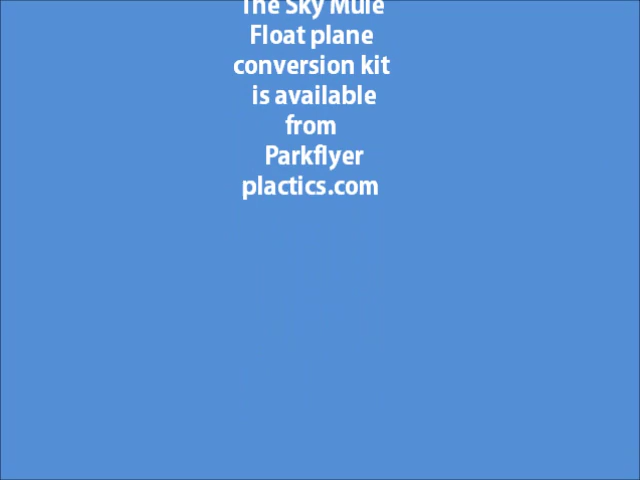 The Sky Mule
Float plane
conversion kit
is available
from
Parkflyer
plactics.com